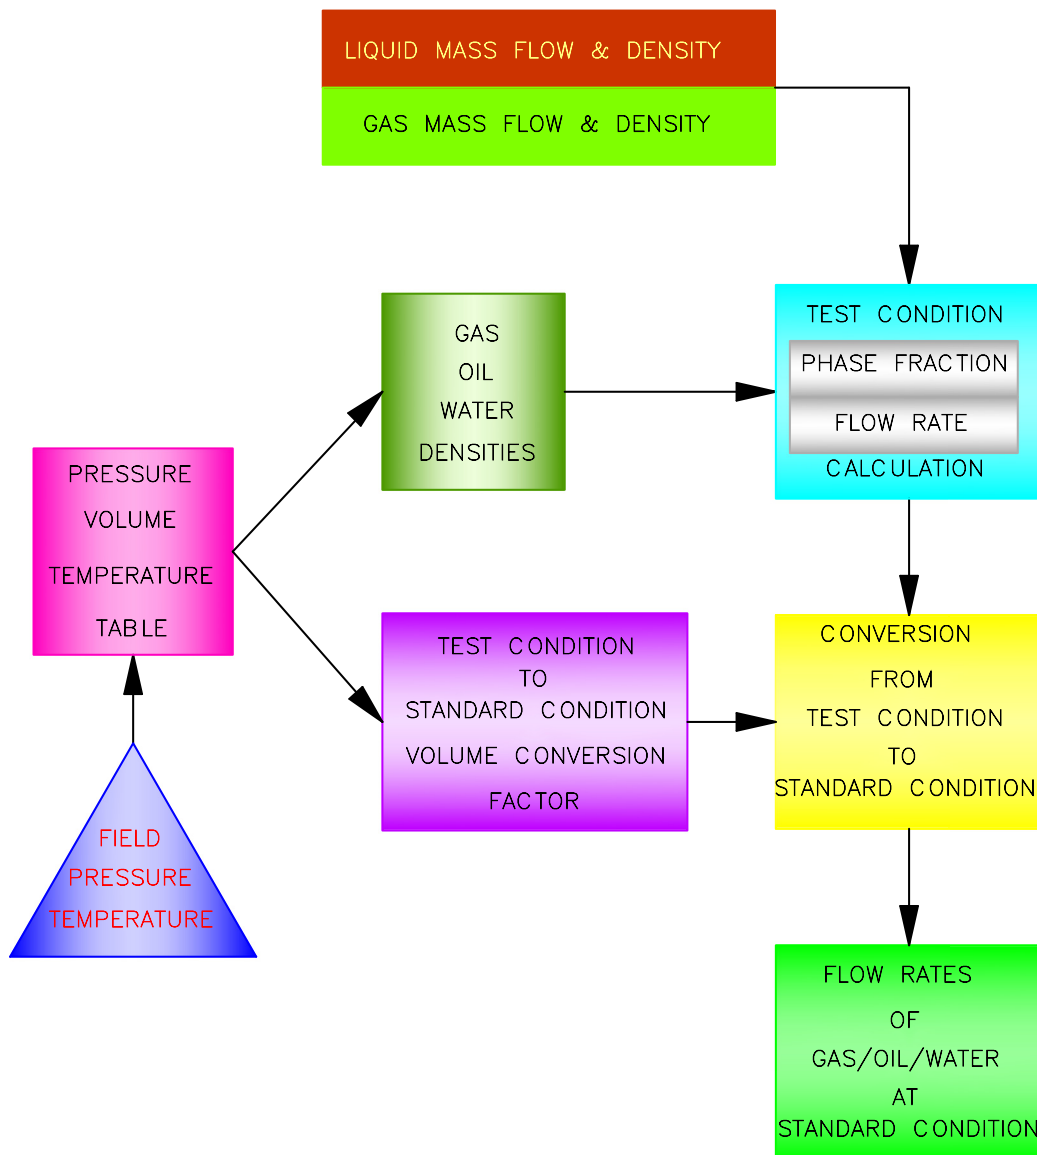 LIQUID MASS FLOW & DENSITY
GAS MASS FLOW & DENSITY
GAS
OIL
WATER
DENSITIES
TEST CONDITION
PHASE FRACTION
FLOW RATE
CALCULATION
PRESSURE
VOLUME
TEMPERATURE
TABLE
TEST CONDITION
TO
STANDARD CONDITION
VOLUME CONVERSION
FACTOR
CONVERSION
FROM
TEST CONDITION
TO
STANDARD CONDITION
FIELD
PRESSURE
TEMPERATURE
FLOW RATES
OF
GAS/OIL/WATER
AT
STANDARD CONDITION